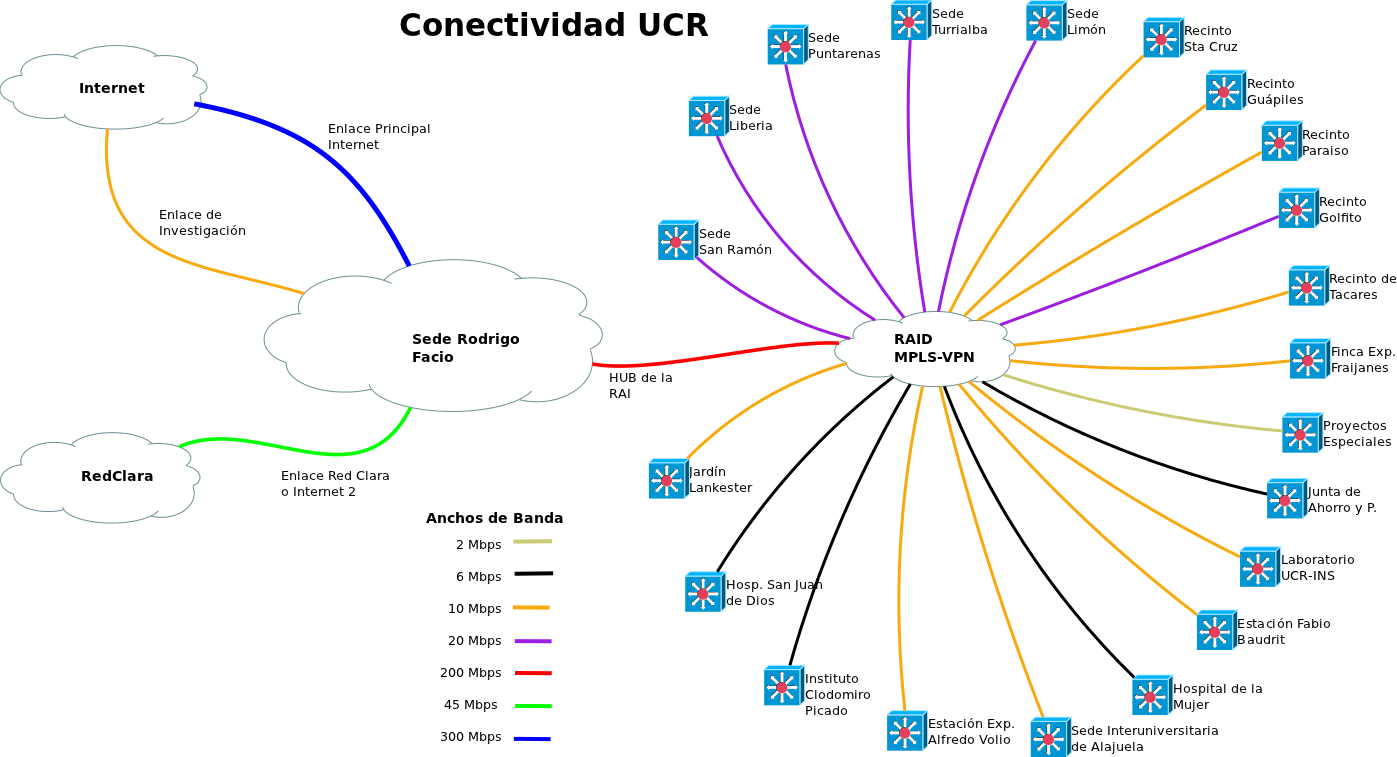 Conectividad UCR
Internet
Enlace Principal
Internet
Enlace de
Investigación
Sede Rodrigo
Facio
HUB de la
RAI
RedClara
Enlace Red Clara
o Internet 2
Anchos de Banda
2 Mbps
6 Mbps
10 Mbps
20 Mbps
200 Mbps
45 Mbps
300 Mbps
RAID
MPLS-VPN
Sede
San Ramón
Sede
Liberia
Sede
Puntarenas
Sede
Turrialba
Sede
Limón
Recinto
Sta Cruz
Recinto
Guápiles
Recinto
Paraiso
Recinto
Golfito
Recinto de
Tacares
Finca Exp.
Fraijanes
Proyectos
Especiales
Junta de
Ahorro y P.
Laboratorio
UCR-INS
Estación Fabio
Baudrit
Hospital de la
Mujer
Sede Interuniversitaria
de Alajuela
Estación Exp.
Alfredo Volio
Instituto
Clodomiro
Picado
Hosp. San Juan
de Dios
Jardín
Lankester